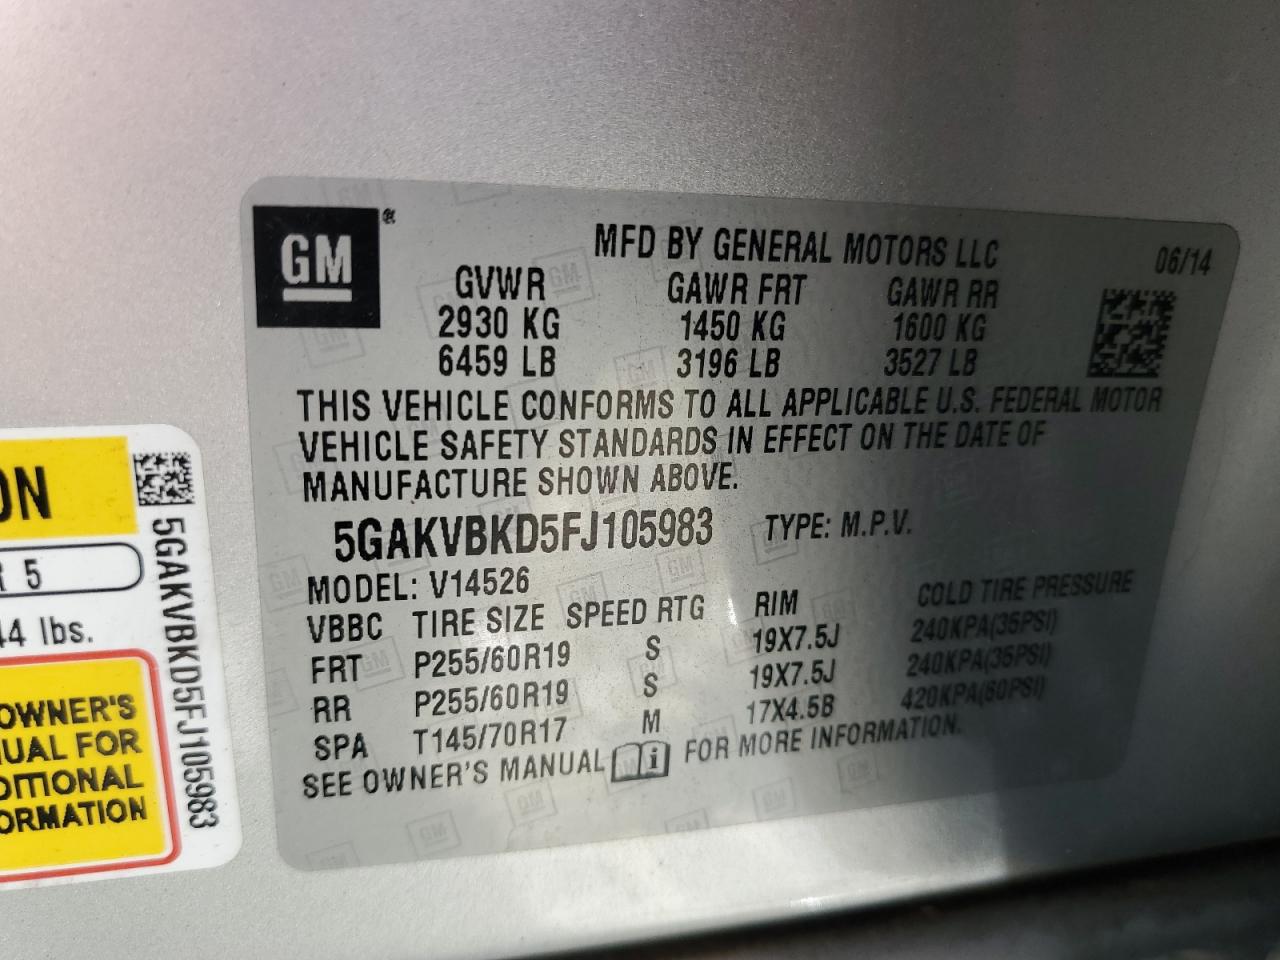 GM
®
MFD BY GENERAL MOTORS LLC
06/14
GVWR GAWR FRT GAWR RR
2930 KG 1450 KG 1600 KG
6459 LB 3196 LB 3527 LB
THIS VEHICLE CONFORMS TO ALL APPLICABLE U.S. FEDERAL MOTOR
VEHICLE SAFETY STANDARDS IN EFFECT ON THE DATE OF
MANUFACTURE SHOWN ABOVE.
5GAKVBKD5FJ105983 TYPE: M.P.V.
MODEL: V14526
VBBC TIRE SIZE SPEED RTG RIM COLD TIRE PRESSURE
FRT P255/60R19 S 19X7.5J 240KPA(35PSI)
RR P255/60R19 S 19X7.5J 240KPA(35PSI)
SPA T145/70R17 M 17X4.5B 420KPA(60PSI)
SEE OWNER'S MANUAL i FOR MORE INFORMATION.
ON
R 5
44 lbs.
OWNER'S
UAL FOR
DITIONAL
ORMATION
5GAKVBKD5FJ105983